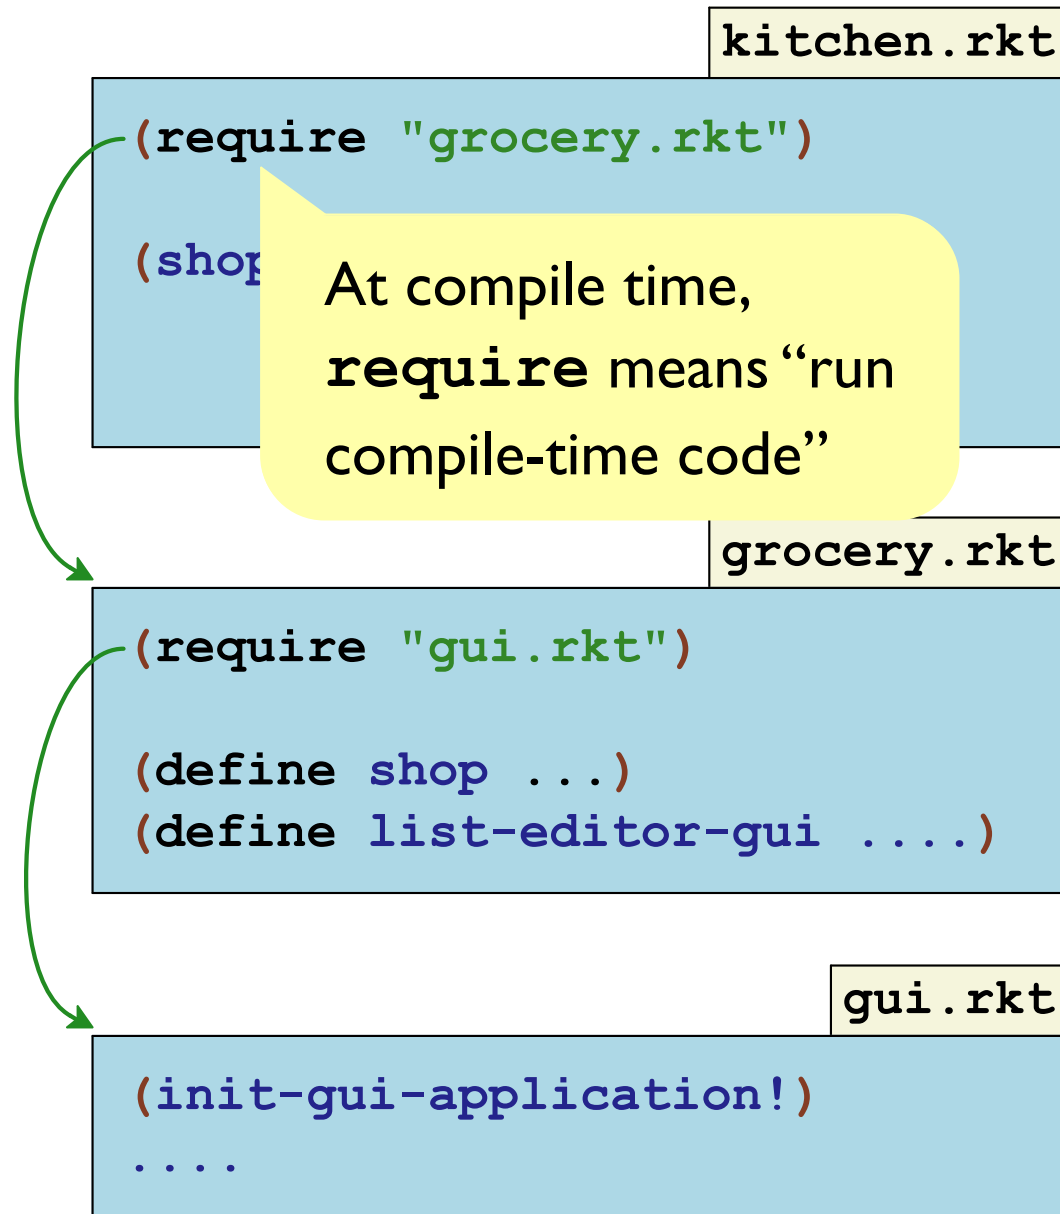 kitchen.rkt
(require "grocery.rkt")
(shop
At compile time,
require means “run
compile-time code”
grocery.rkt
(require "gui.rkt")
(define shop ...)
(define list-editor-gui ....)
gui.rkt
(init-gui-application!)
....